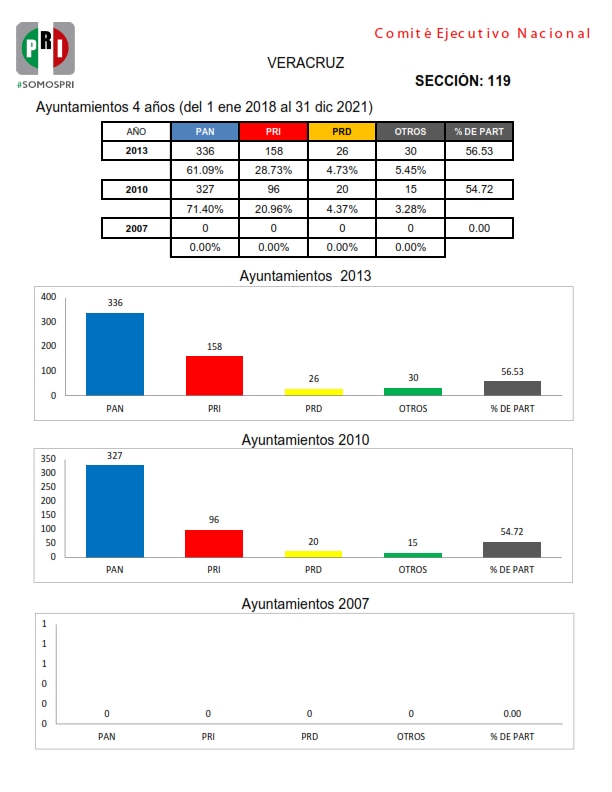 PRI
#SOMOSPRI
Comité Ejecutivo Nacional
VERACRUZ
SECCIÓN: 119
Ayuntamientos 4 años (del 1 ene 2018 al 31 dic 2021)
AÑO PAN PRI PRD OTROS % DE PART
2013 336 158 26 30 56.53
61.09% 28.73% 4.73% 5.45%
2010 327 96 20 15 54.72
71.40% 20.96% 4.37% 3.28%
2007 0 0 0 0 0.00
0.00% 0.00% 0.00% 0.00%
Ayuntamientos 2013
400
300
200
100
0
336 158 26 30 56.53
PAN PRI PRD OTROS % DE PART
Ayuntamientos 2010
350
300
250
200
150
100
50
0
327 96 20 15 54.72
PAN PRI PRD OTROS % DE PART
Ayuntamientos 2007
1
1
1
0
0
0
0 0 0 0 0.00
PAN PRI PRD OTROS % DE PART